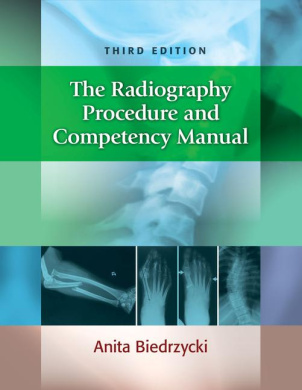 THIRD EDITION
The Radiography
Procedure and
Competency Manual
Anita Biedrzycki